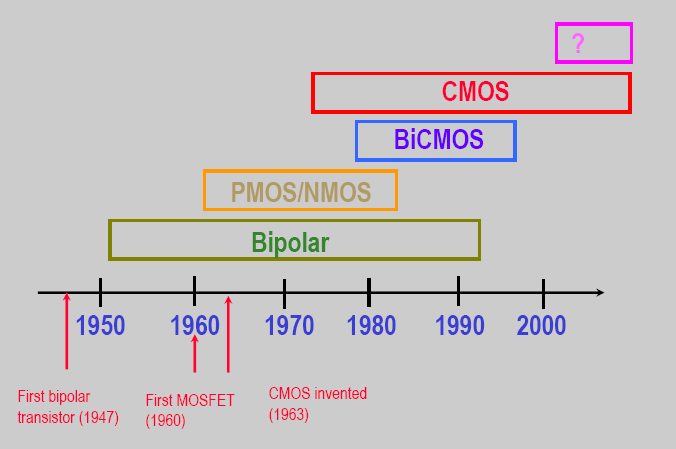 ?
CMOS
BiCMOS
PMOS/NMOS
Bipolar
1950 1960 1970 1980 1990 2000
First bipolar
transistor (1947)
First MOSFET
(1960)
CMOS invented
(1963)